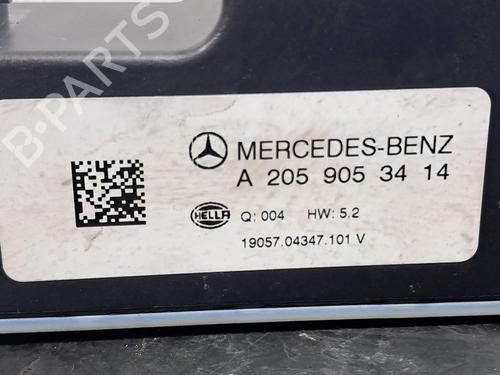 B-PARTS
MERCEDES-BENZ
A 205 905 34 14
HELLA
Q: 004 HW: 5.2
19057.04347.101 V